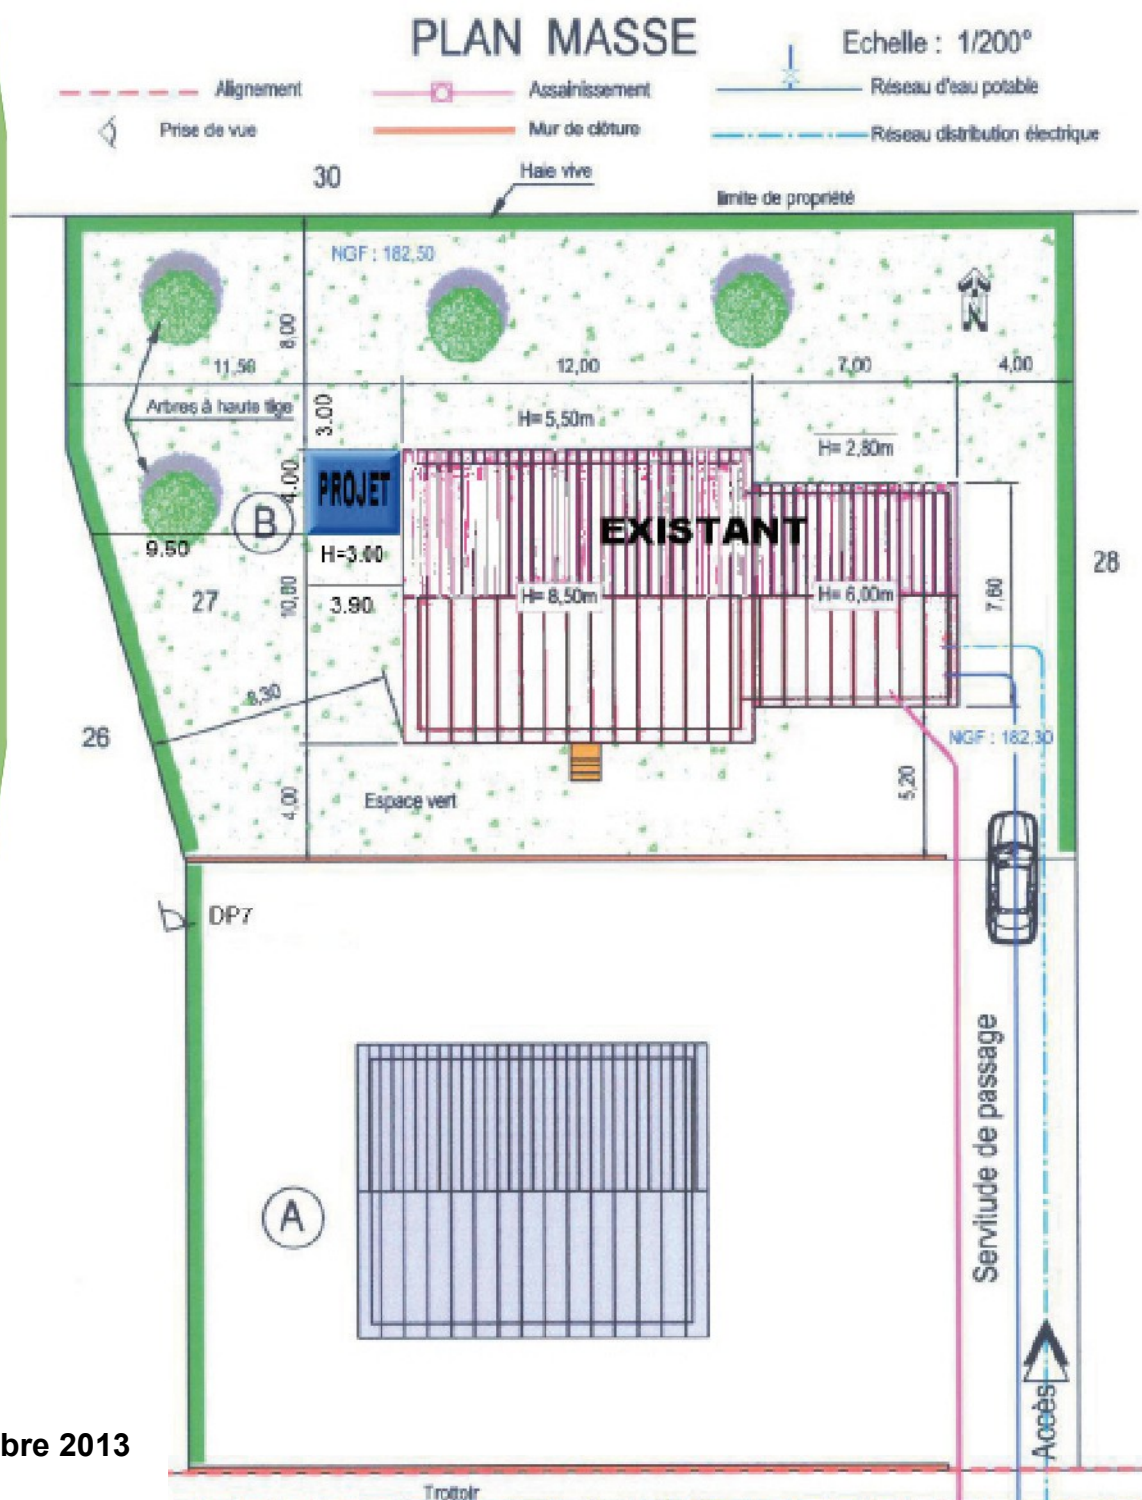 PLAN MASSE
Echelle : 1/200°
Alignement
Assainissement
Réseau d'eau potable
Prise de vue
Mur de clôture
Réseau distribution électrique
30
Haie vive
limite de propriété
NGF : 182,50
N
8,00
11,50
12,00
7,00
4,00
Arbres à haute tige
3.00
H= 5,50m
H= 2,80m
4.00
PROJET
B
EXISTANT
9.50
H=3.00
28
27
10,80
3.90
H= 8,50m
H= 6,00m
7,60
8,30
26
NGF : 182,30
4,00
Espace vert
5,20
DP7
Servitude de passage
A
Accès
bre 2013
Trottoir